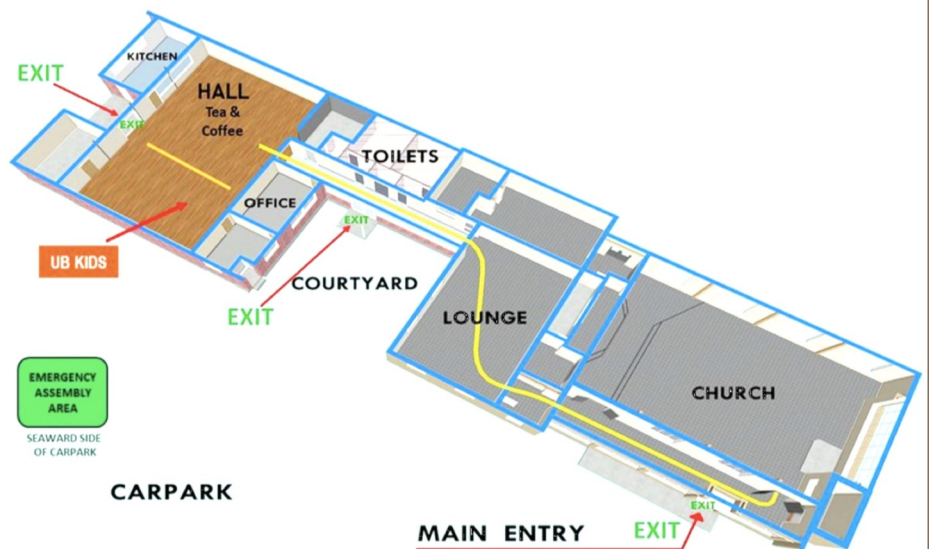 KITCHEN
EXIT
HALL
Tea &
Coffee
EXIT
TOILETS
OFFICE
EXIT
UB KIDS
COURTYARD
EXIT
LOUNGE
EMERGENCY
ASSEMBLY
AREA
SEAWARD SIDE
OF CARPARK
CHURCH
CARPARK
EXIT
MAIN ENTRY
EXIT